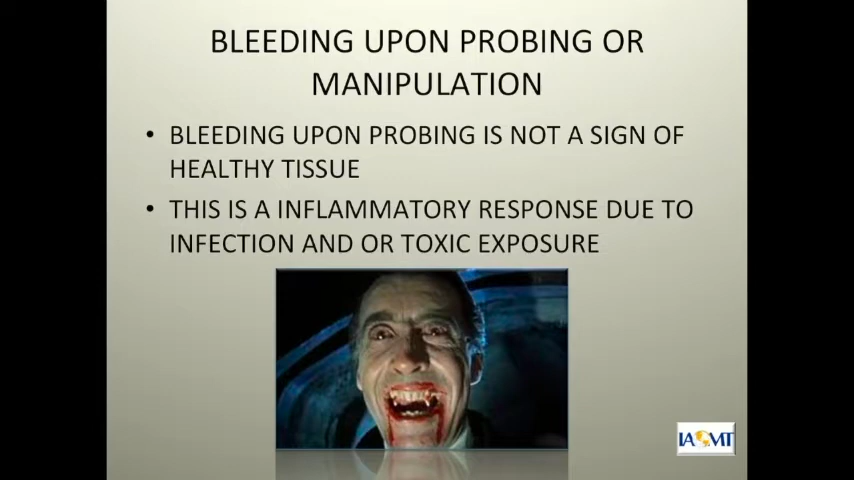 BLEEDING UPON PROBING OR
MANIPULATION
• BLEEDING UPON PROBING IS NOT A SIGN OF
HEALTHY TISSUE
• THIS IS A INFLAMMATORY RESPONSE DUE TO
INFECTION AND OR TOXIC EXPOSURE
IAOMT